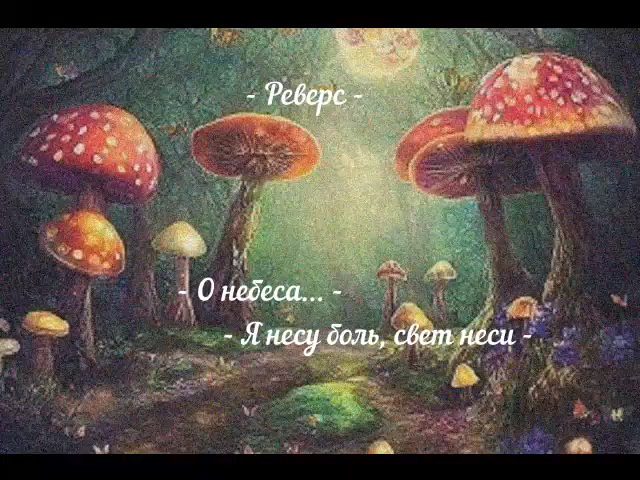 - Реверс -
- О небеса... -
- Я несу боль, свет неси -